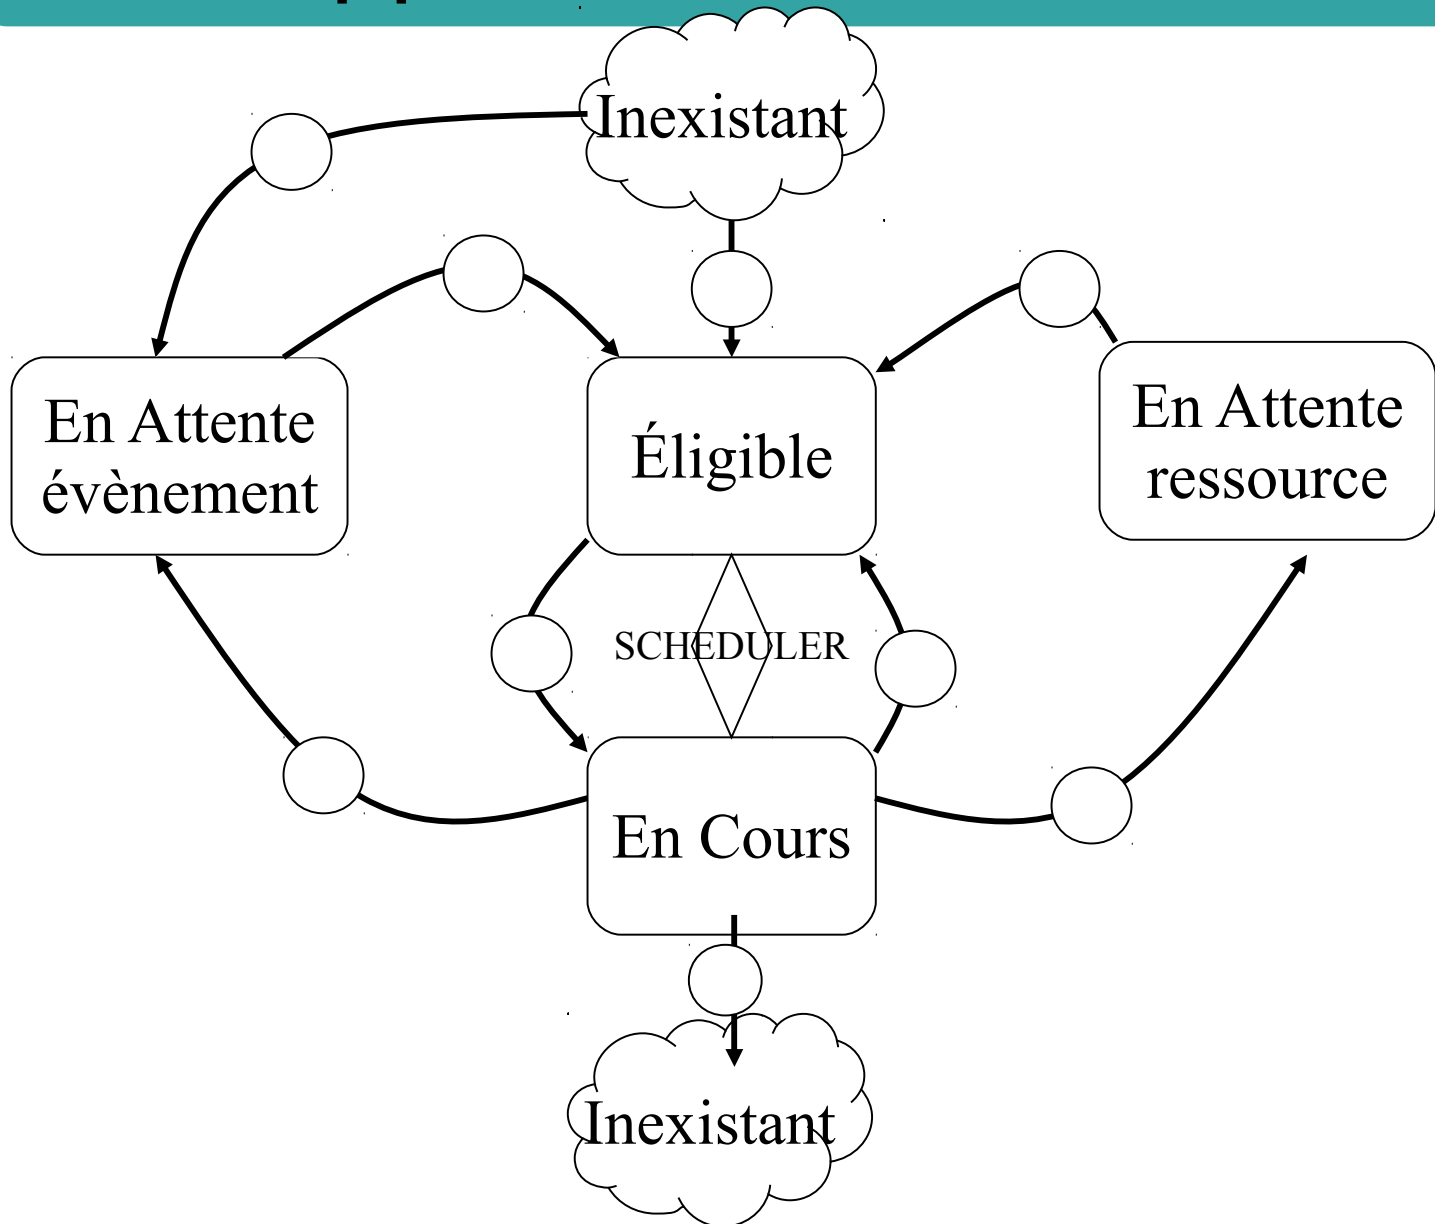 Inexistant
En Attente
évènement
Éligible
En Attente
ressource
SCHEDULER
En Cours
Inexistant